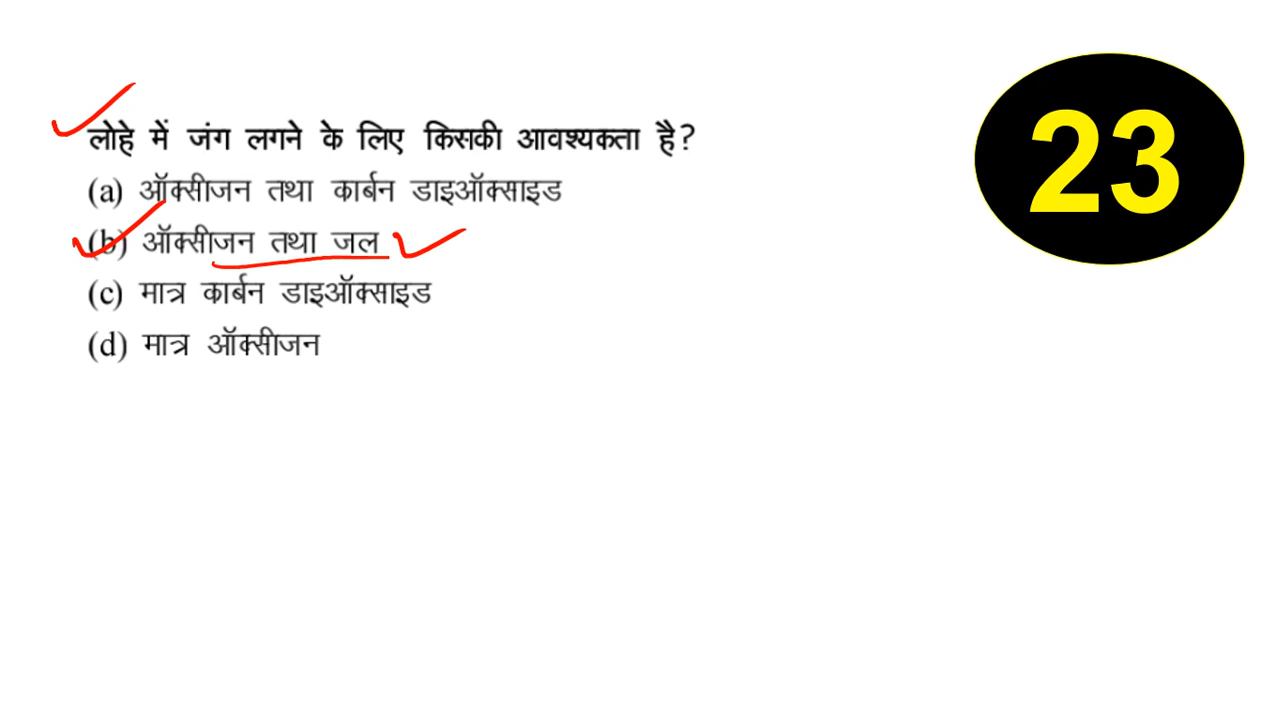 लोहे में जंग लगने के लिए किसकी आवश्यकता है?
(a) ऑक्सीजन तथा कार्बन डाइऑक्साइड
(b) ऑक्सीजन तथा जल
(c) मात्र कार्बन डाइऑक्साइड
(d) मात्र ऑक्सीजन
23